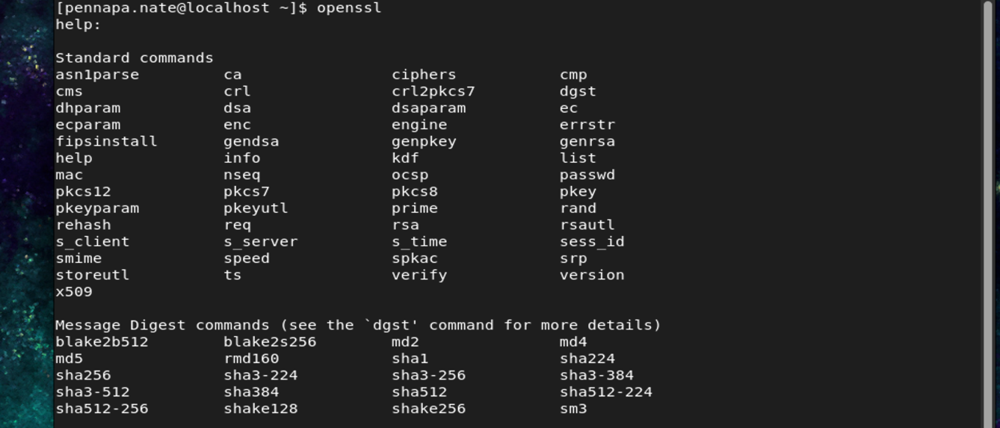 [pennapa.nate@localhost ~]$ openssl
help:

Standard commands
asn1parse         ca                ciphers           cmp
cms               crl               crl2pkcs7         dgst
dhparam           dsa               dsaparam          ec
ecparam           enc               engine            errstr
fipsinstall       gendsa            genpkey           genrsa
help              info              kdf               list
mac               nseq              ocsp              passwd
pkcs12            pkcs7             pkcs8             pkey
pkeyparam         pkeyutl           prime             rand
rehash            req               rsa               rsautl
s_client          s_server          s_time            sess_id
smime             speed             spkac             srp
storeutl          ts                verify            version
x509

Message Digest commands (see the `dgst' command for more details)
blake2b512        blake2s256        md2               md4
md5               rmd160            sha1              sha224
sha256            sha3-224          sha3-256          sha3-384
sha3-512          sha384            sha512            sha512-224
sha512-256        shake128          shake256          sm3